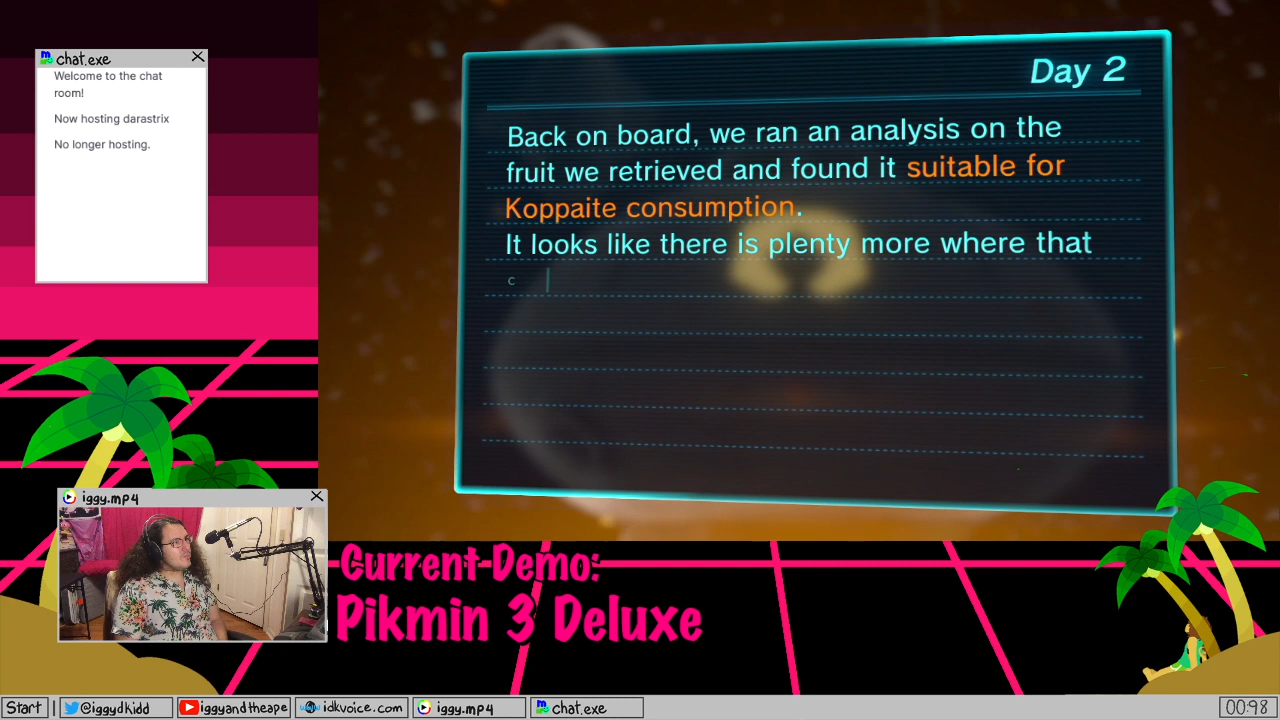 chat.exe
Welcome to the chat
room!
Now hosting darastrix
No longer hosting.
Day 2
Back on board, we ran an analysis on the
fruit we retrieved and found it suitable for
Koppaite consumption.
It looks like there is plenty more where that
c
iggy.mp4
Current Demo:
Pikmin 3 Deluxe
Start
@iggydkidd
iggyandtheape
www
idkvoice.com
iggy.mp4
chat.exe
00:98